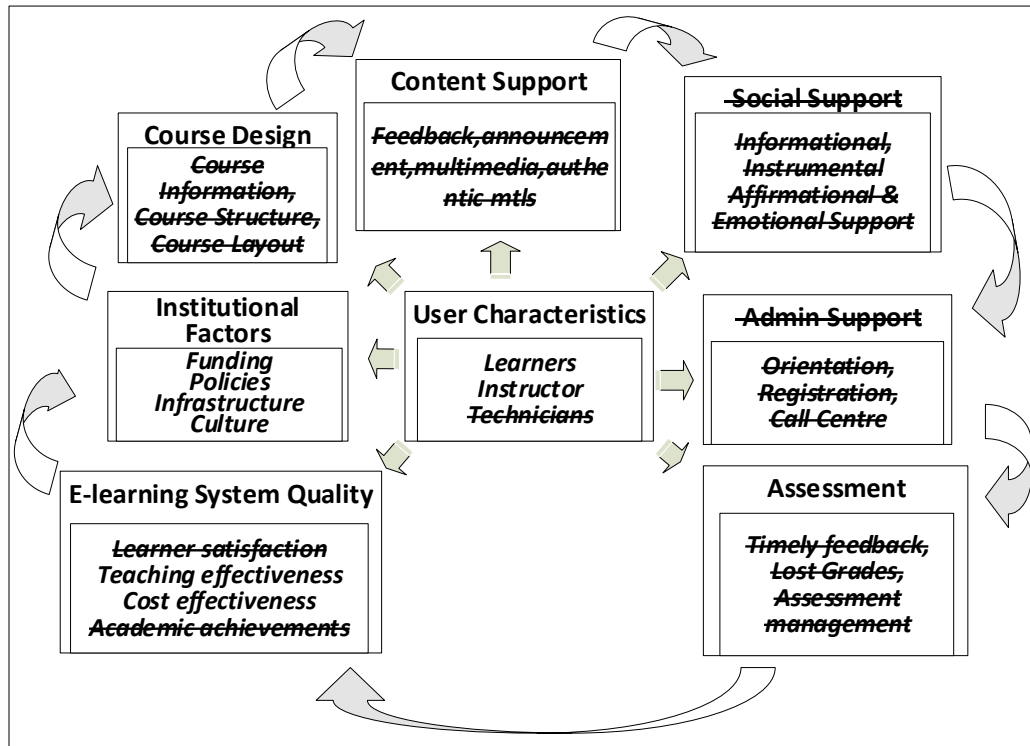 Content Support
Feedback,announcem
ent,multimedia,authe
ntic mtls
Social Support
Informational,
Instrumental
Affirmational &
Emotional Support
Course Design
Course
Information,
Course Structure,
Course Layout
Institutional
Factors
Funding
Policies
Infrastructure
Culture
User Characteristics
Learners
Instructor
Technicians
Admin Support
Orientation,
Registration,
Call Centre
E-learning System Quality
Learner satisfaction
Teaching effectiveness
Cost effectiveness
Academic achievements
Assessment
Timely feedback,
Lost Grades,
Assessment
management